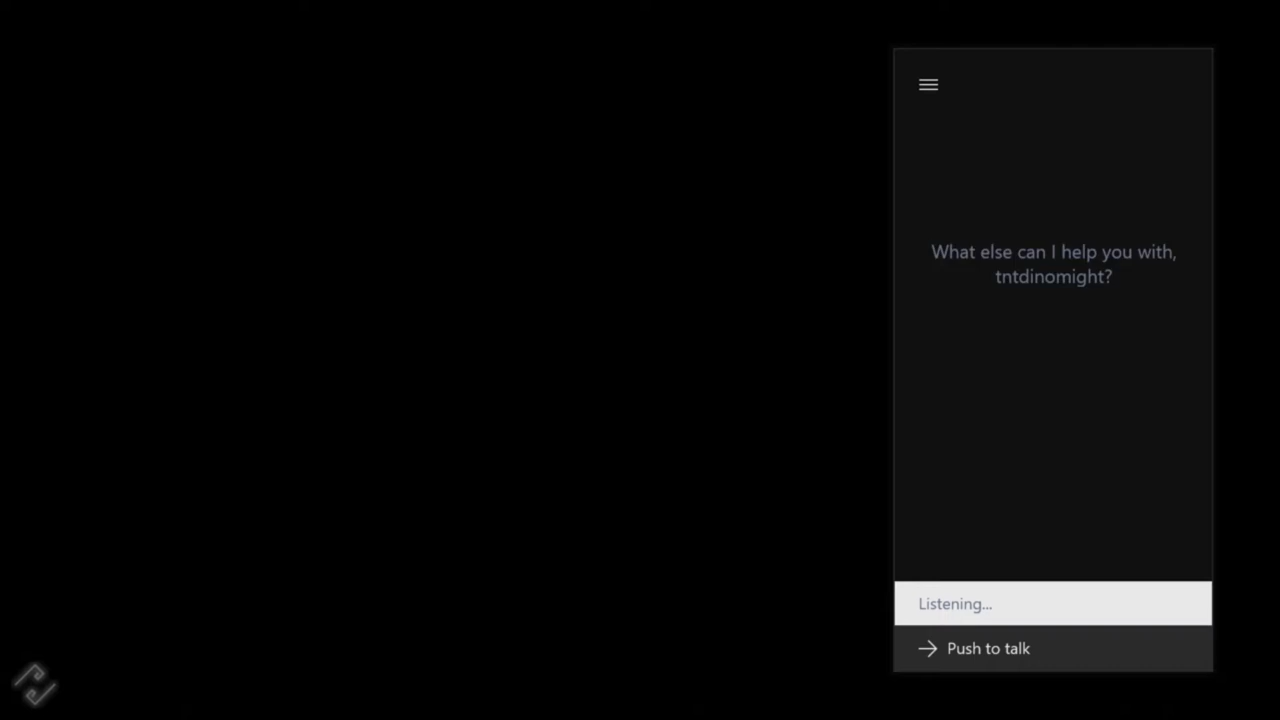 What else can I help you with,
tntdinomight?
Listening...
Push to talk